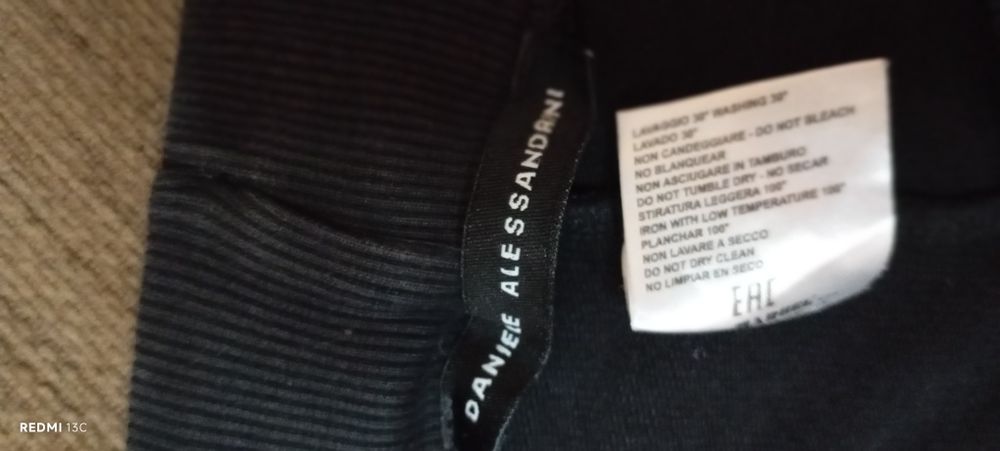 DANIELE ALESSANDRINI
LAVAGGIO 30° WASHING 30°
LAVADO 30°
NON CANDEGGIARE - DO NOT BLEACH
NO BLANQUEAR
NON ASCIUGARE IN TAMBURO
DO NOT TUMBLE DRY - NO SECAR
STIRATURA LEGGERA 100°
IRON WITH LOW TEMPERATURE 100°
PLANCHAR 100°
NON LAVARE A SECCO
DO NOT DRY CLEAN
NO LIMPIAR EN SECO
EAC
REDMI 13C